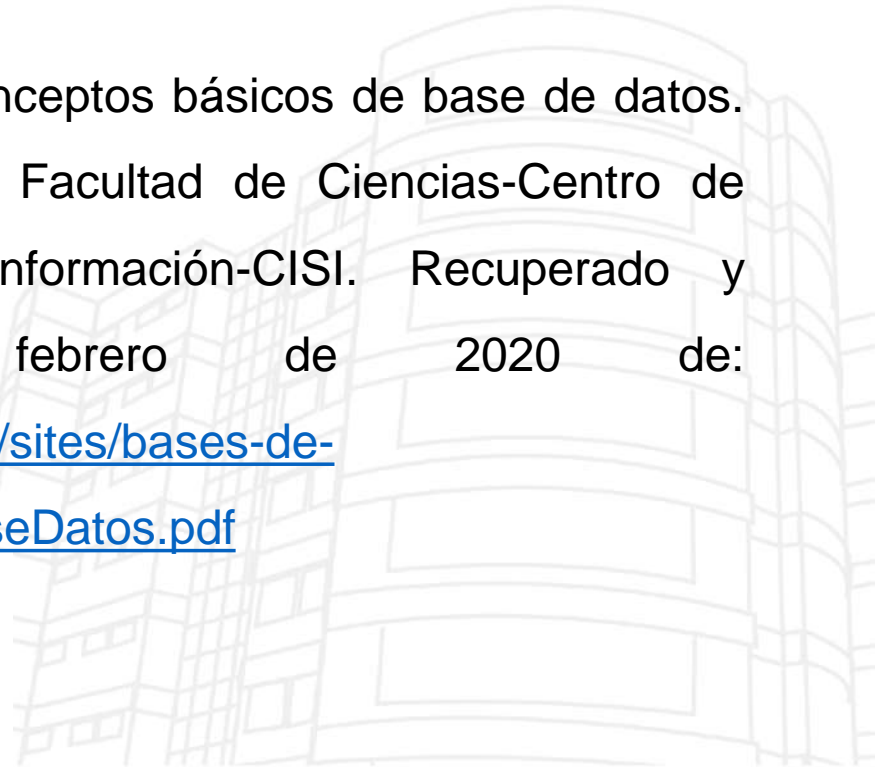 nceptos básicos de base de datos.
Facultad de Ciencias-Centro de
nformación-CISI. Recuperado y
febrero de 2020 de:
/sites/bases-de-
seDatos.pdf